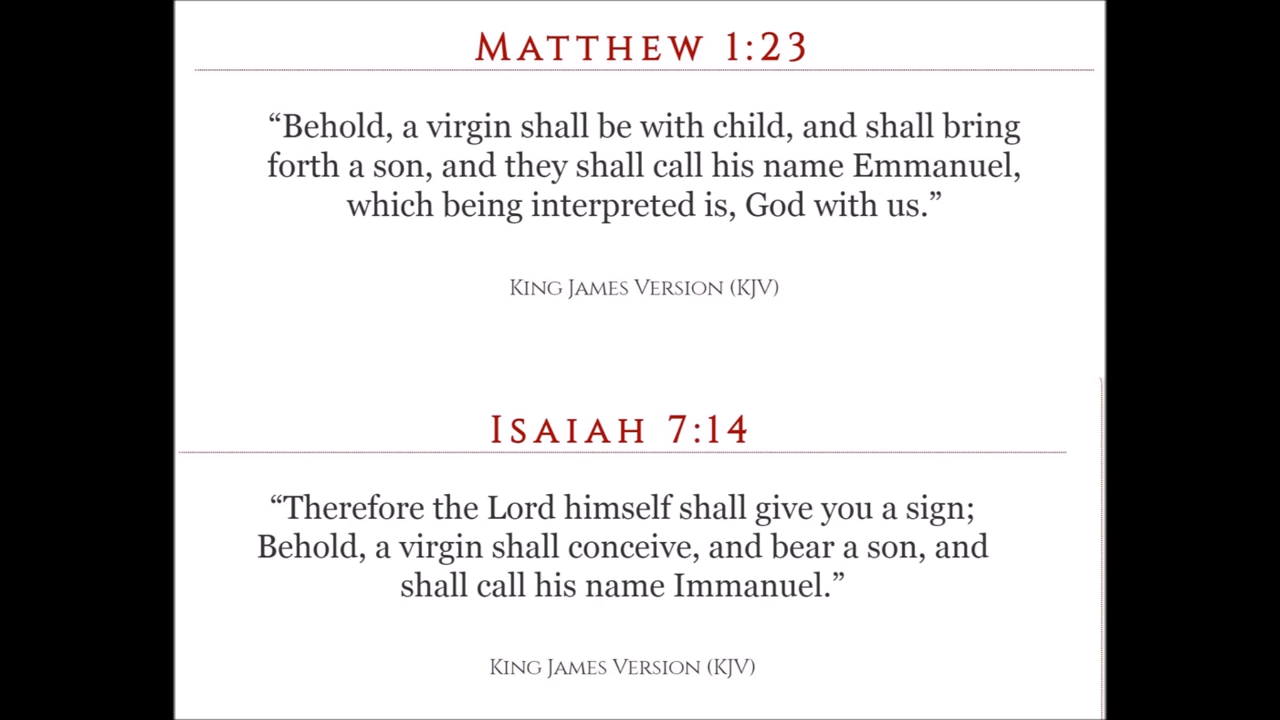 MATTHEW 1:23
“Behold, a virgin shall be with child, and shall bring
forth a son, and they shall call his name Emmanuel,
which being interpreted is, God with us.”
KING JAMES VERSION (KJV)
ISAIAH 7:14
“Therefore the Lord himself shall give you a sign;
Behold, a virgin shall conceive, and bear a son, and
shall call his name Immanuel.”
KING JAMES VERSION (KJV)